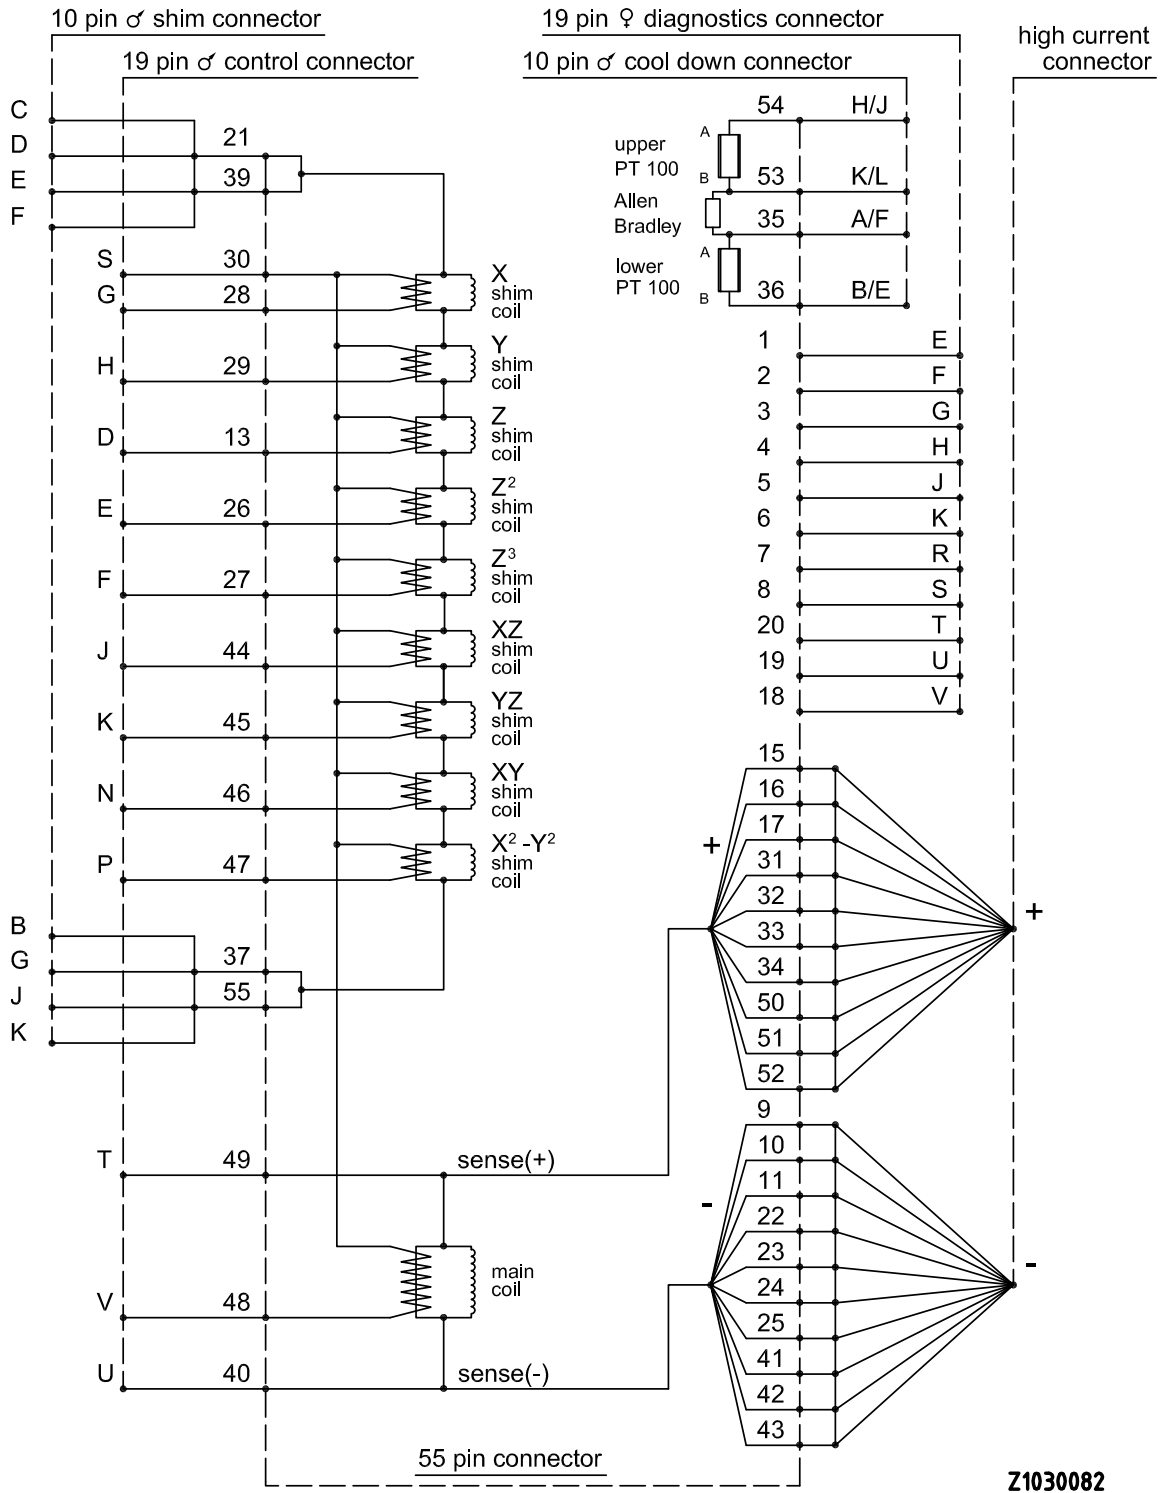 10 pin ♂ shim connector
19 pin ♂ control connector
19 pin ♀ diagnostics connector
10 pin ♂ cool down connector
high current
connector
C
D
E
F
21
39
S 30
G 28
X
shim
coil
H 29
Y
shim
coil
D 13
Z
shim
coil
E 26
Z²
shim
coil
F 27
Z³
shim
coil
J 44
XZ
shim
coil
K 45
YZ
shim
coil
N 46
XY
shim
coil
P 47
X² -Y²
shim
coil
B
G
J
K
37
55
T 49 sense(+)
V 48
main
coil
U 40 sense(-)
54 H/J
A
upper
PT 100
B
53 K/L
Allen
Bradley
35 A/F
A
lower
PT 100
B
36 B/E
1 E
2 F
3 G
4 H
5 J
6 K
7 R
8 S
20 T
19 U
18 V
15
16
17
+
31
32
33
34
50
51
52
+
9
10
11
-
22
23
24
25
41
42
43
-
55 pin connector
Z1030082